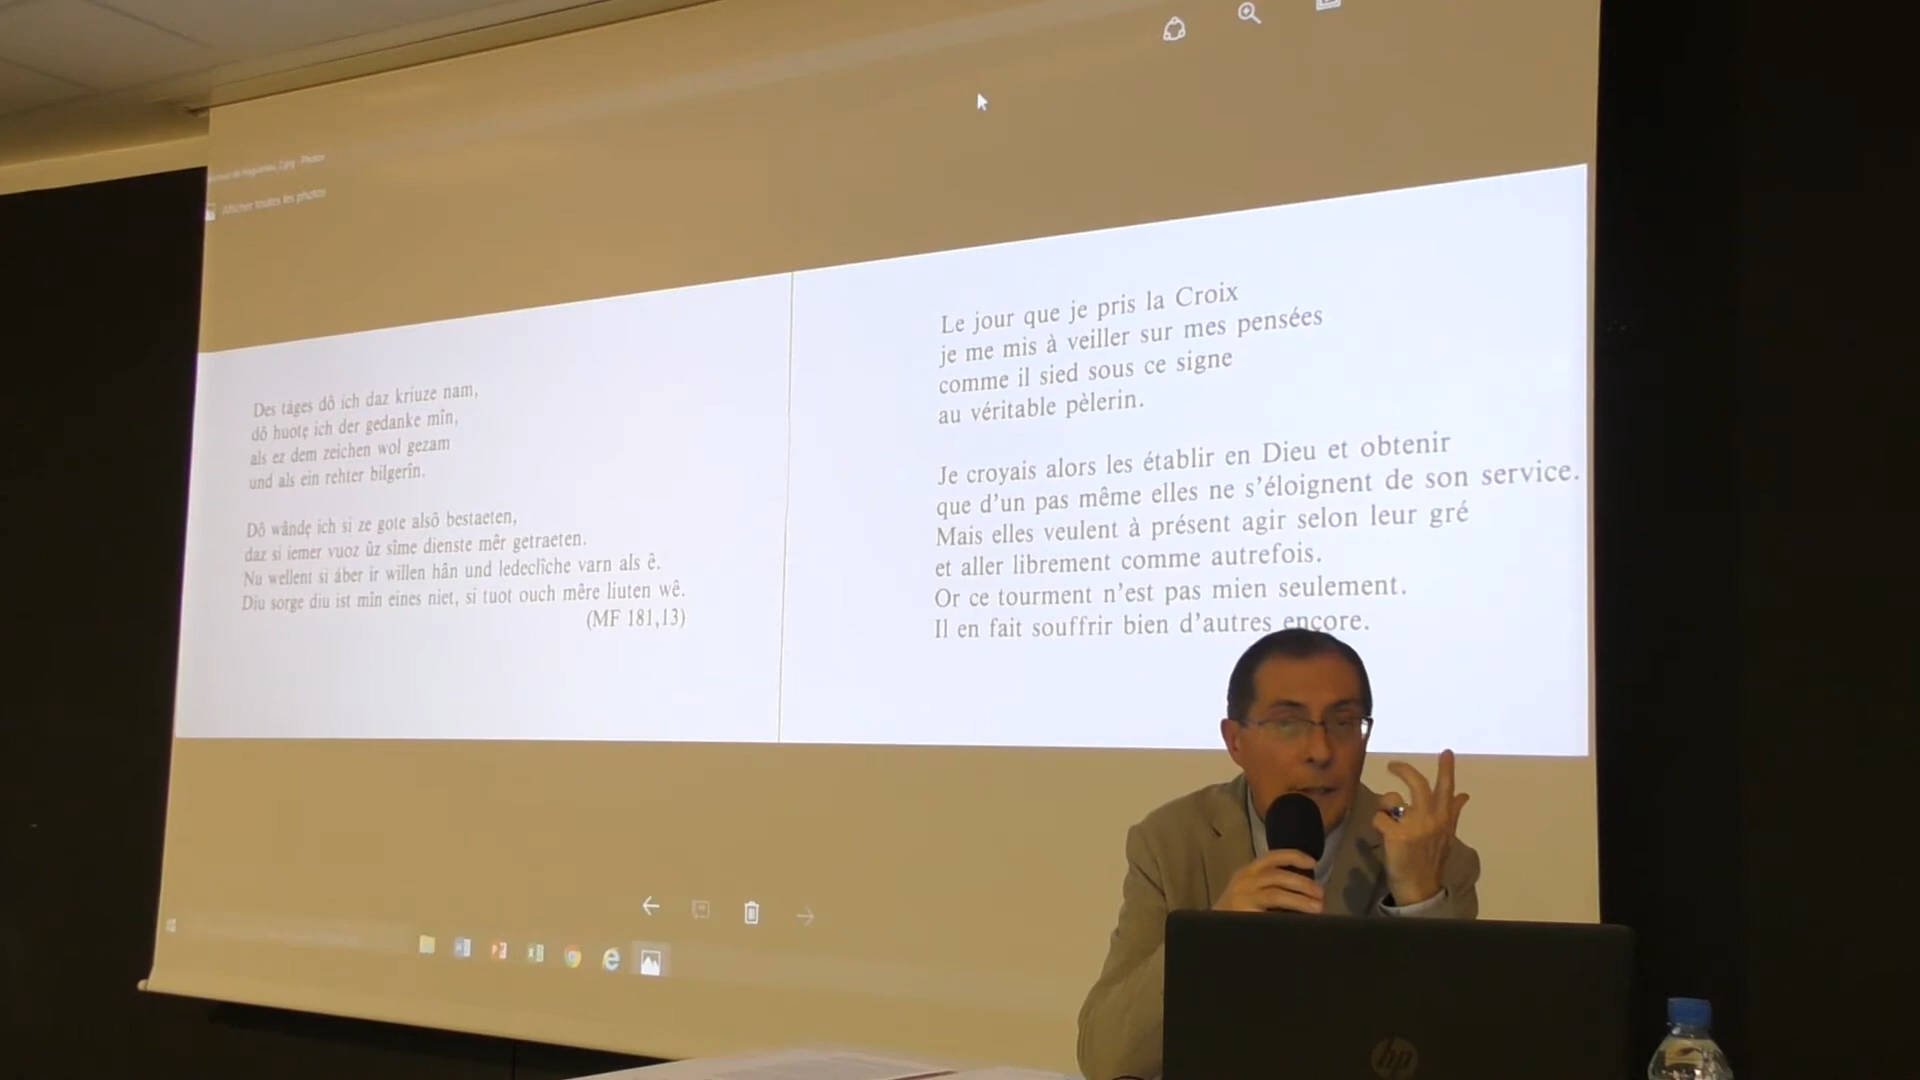 Afficher toutes les photos
Des tages dô ich daz kriuze nam,
dô huote ich der gedanke mîn,
als ez dem zeichen wol gezam
und als ein rehter bilgerîn.
Dô wânde ich si ze gote alsô bestaeten,
daz si iemer vuoz ûz sîme dienste mêr getraeten.
Nu wellent si aber ir willen hân und ledeclîche varn als ê.
Diu sorge diu ist mîn eines niet, si tuot ouch mêre liuten wê.
(MF 181,13)
Le jour que je pris la Croix
je me mis à veiller sur mes pensées
comme il sied sous ce signe
au véritable pèlerin.
Je croyais alors les établir en Dieu et obtenir
que d'un pas même elles ne s'éloignent de son service.
Mais elles veulent à présent agir selon leur gré
et aller librement comme autrefois.
Or ce tourment n'est pas mien seulement.
Il en fait souffrir bien d'autres encore.
hp